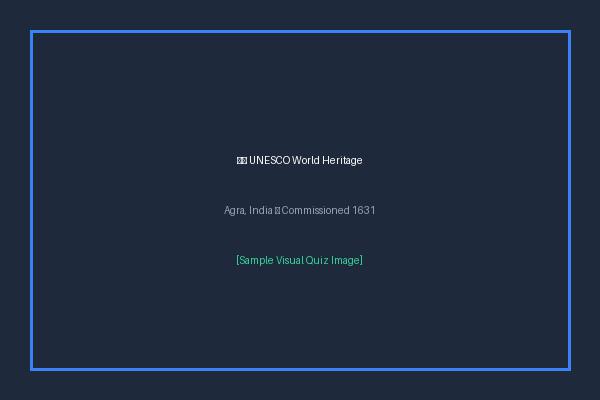 UNESCO World Heritage
Agra, India Commissioned 1631
[Sample Visual Quiz Image]